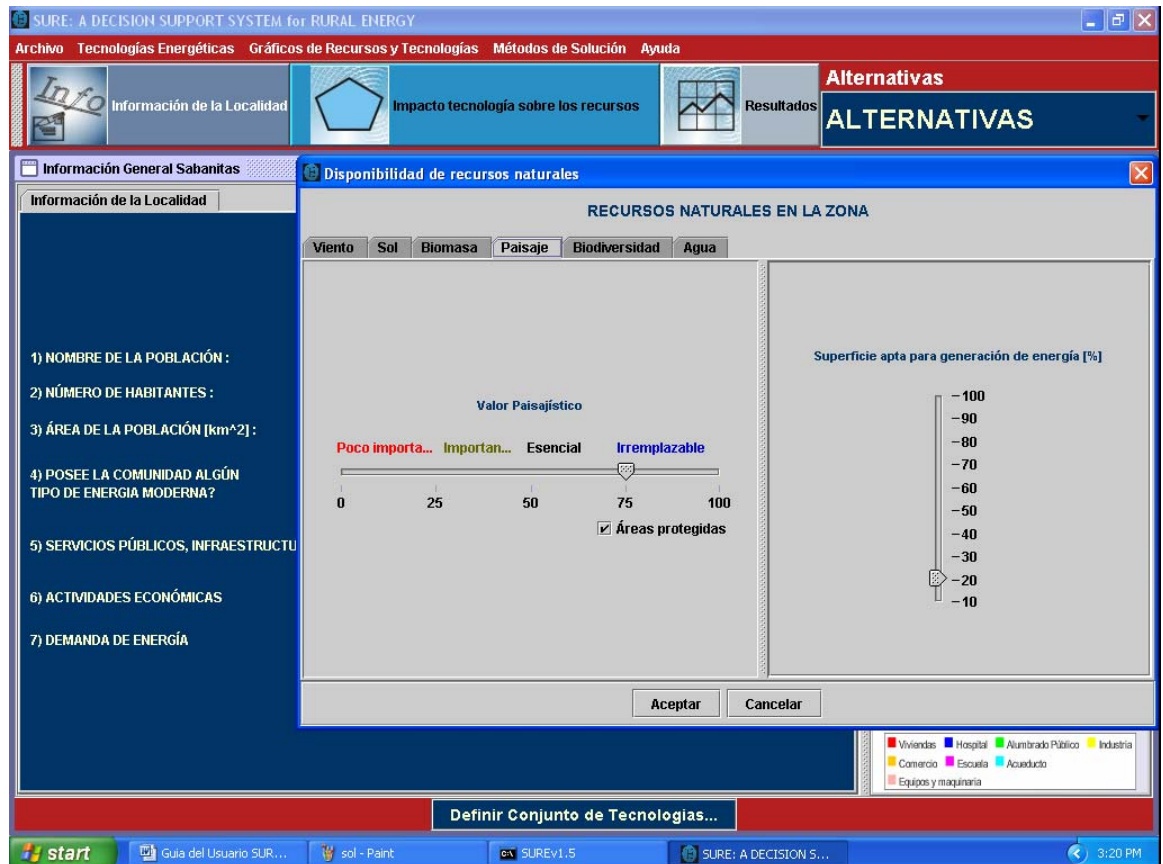 SURE: A DECISION SUPPORT SYSTEM for RURAL ENERGY
Archivo Tecnologías Energéticas Gráficos de Recursos y Tecnologías Métodos de Solución Ayuda
Info
Información de la Localidad
Impacto tecnología sobre los recursos
Resultados
Alternativas
ALTERNATIVAS
Información General Sabanitas
Información de la Localidad
1) NOMBRE DE LA POBLACIÓN :
2) NÚMERO DE HABITANTES :
3) ÁREA DE LA POBLACIÓN [km^2] :
4) POSEE LA COMUNIDAD ALGÚN
TIPO DE ENERGIA MODERNA?
5) SERVICIOS PÚBLICOS, INFRAESTRUCTU
6) ACTIVIDADES ECONÓMICAS
7) DEMANDA DE ENERGÍA
Disponibilidad de recursos naturales
RECURSOS NATURALES EN LA ZONA
Viento Sol Biomasa Paisaje Biodiversidad Agua
Valor Paisajístico
Poco importa... Importan... Esencial Irremplazable
0 25 50 75 100
Áreas protegidas
Superficie apta para generación de energía [%]
100
90
80
70
60
50
40
30
20
10
Aceptar Cancelar
Viviendas Hospital Alumbrado Público Industria
Comercio Escuela Acueducto
Equipos y maquinaria
Definir Conjunto de Tecnologías...
start Guia del Usuario SUR... sol - Paint SUREv1.5 SURE: A DECISION S... 3:20 PM